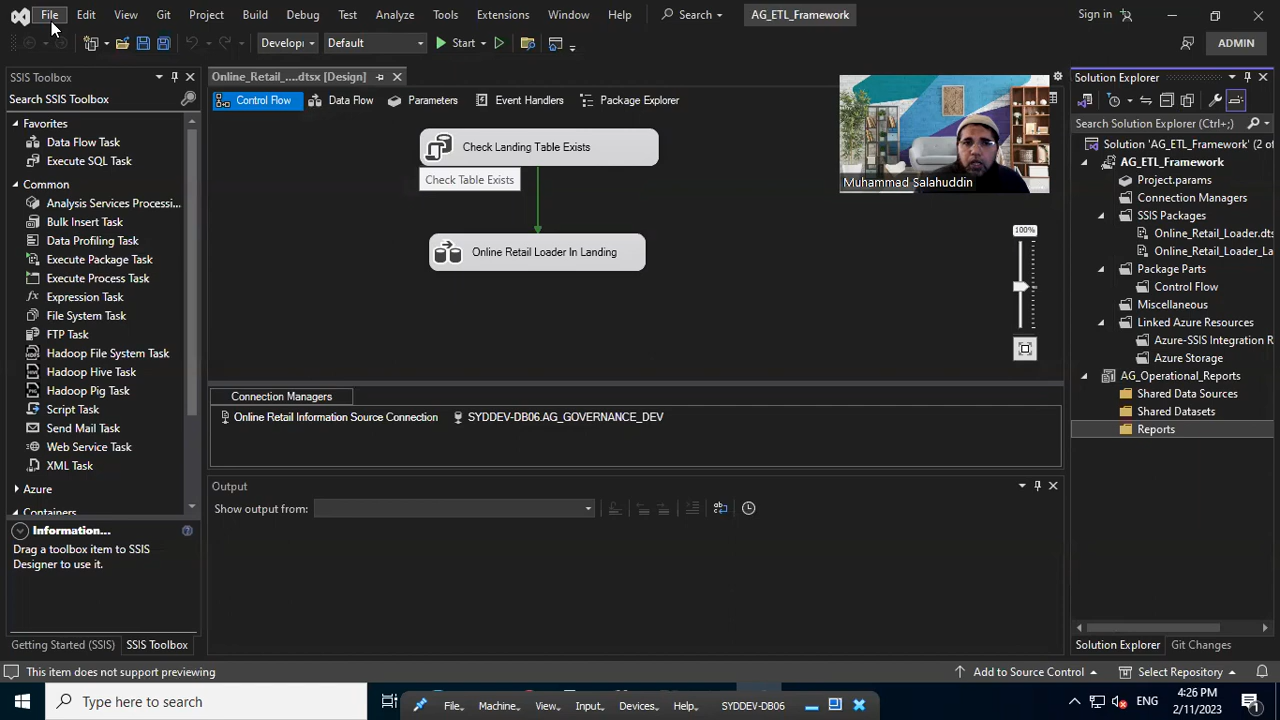 File Edit View Git Project Build Debug Test Analyze Tools Extensions Window Help Search AG_ETL_Framework Sign in
Developi Default Start ADMIN
SSIS Toolbox
Search SSIS Toolbox
Favorites
Data Flow Task
Execute SQL Task
Common
Analysis Services Processi...
Bulk Insert Task
Data Profiling Task
Execute Package Task
Execute Process Task
Expression Task
File System Task
FTP Task
Hadoop File System Task
Hadoop Hive Task
Hadoop Pig Task
Script Task
Send Mail Task
Web Service Task
XML Task
Azure
Containers
Information...
Drag a toolbox item to SSIS
Designer to use it.
Getting Started (SSIS) SSIS Toolbox
Online_Retail_....dtsx [Design]
Control Flow Data Flow Parameters Event Handlers Package Explorer
Check Landing Table Exists
Check Table Exists
Online Retail Loader In Landing
Muhammad Salahuddin
100%
Connection Managers
Online Retail Information Source Connection SYDDEV-DB06.AG_GOVERNANCE_DEV
Output
Show output from:
Solution Explorer
Search Solution Explorer (Ctrl+;)
Solution 'AG_ETL_Framework' (2 of
AG_ETL_Framework
Project.params
Connection Managers
SSIS Packages
Online_Retail_Loader.dts
Online_Retail_Loader_La
Package Parts
Control Flow
Miscellaneous
Linked Azure Resources
Azure-SSIS Integration R
Azure Storage
AG_Operational_Reports
Shared Data Sources
Shared Datasets
Reports
Solution Explorer Git Changes
This item does not support previewing Add to Source Control Select Repository
Type here to search
File... Machine... View... Input... Devices... Help... SYDDEV-DB06
ENG
4:26 PM
2/11/2023